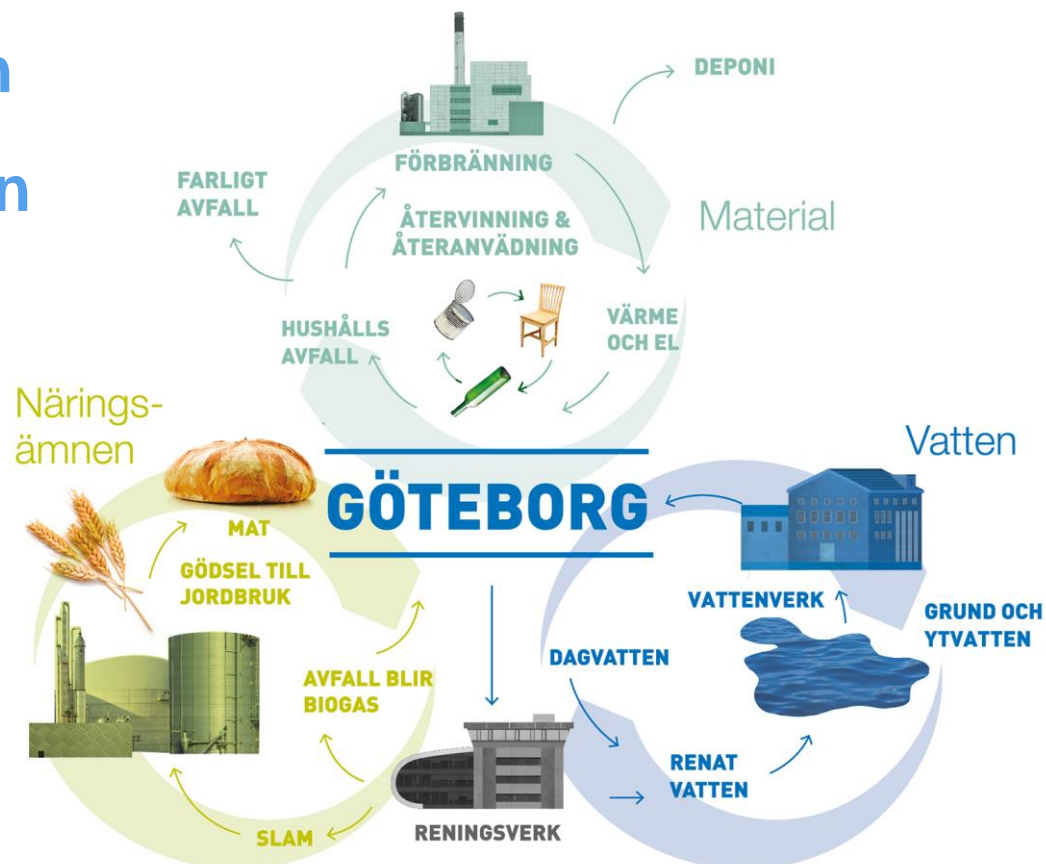 DEPONI
FÖRBRÄNNING
FARLIGT
AVFALL
ÅTERVINNING &
ÅTERANVÄDNING
Material
HUSHÅLLS
AVFALL
VÄRME
OCH EL
Närings-
ämnen
Vatten
GÖTEBORG
MAT
GÖDSEL TILL
JORDBRUK
VATTENVERK
GRUND OCH
YTVATTEN
DAGVATTEN
AVFALL BLIR
BIOGAS
RENAT
VATTEN
SLAM
RENINGSVERK